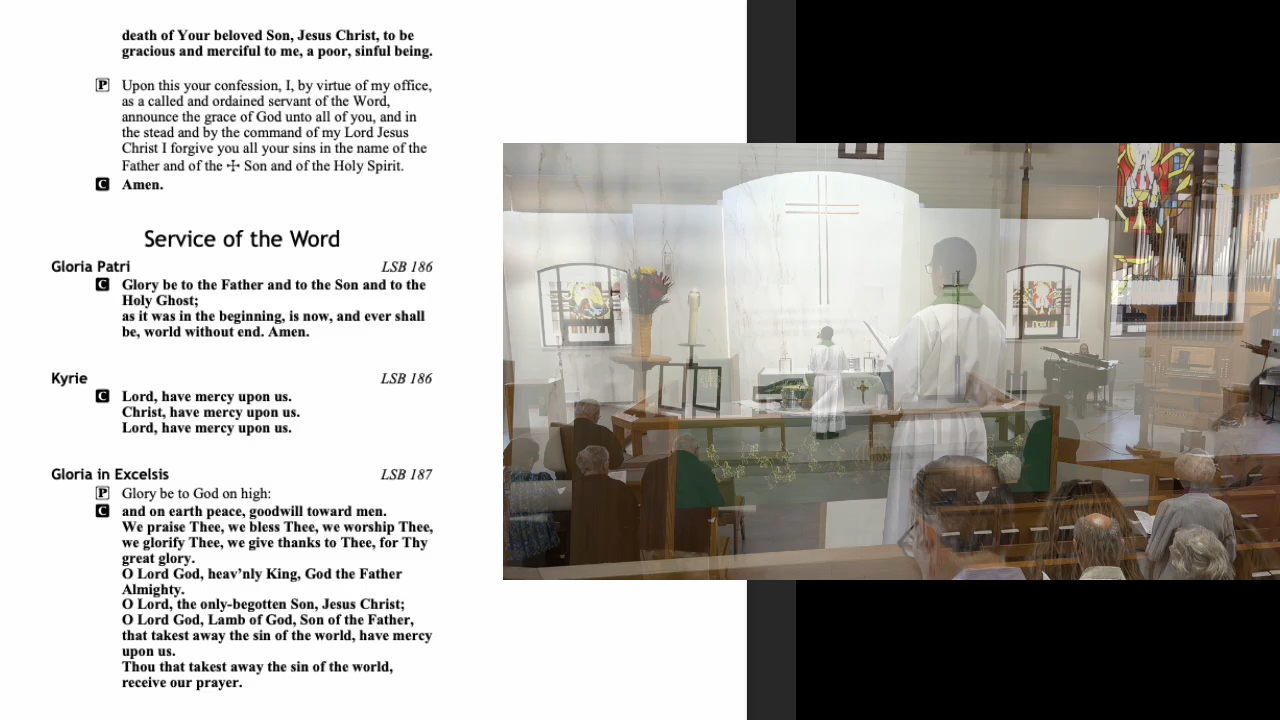 death of Your beloved Son, Jesus Christ, to be
gracious and merciful to me, a poor, sinful being.
P Upon this your confession, I, by virtue of my office,
as a called and ordained servant of the Word,
announce the grace of God unto all of you, and in
the stead and by the command of my Lord Jesus
Christ I forgive you all your sins in the name of the
Father and of the ☩ Son and of the Holy Spirit.
C Amen.
Service of the Word
Gloria Patri LSB 186
C Glory be to the Father and to the Son and to the
Holy Ghost;
as it was in the beginning, is now, and ever shall
be, world without end. Amen.
Kyrie LSB 186
C Lord, have mercy upon us.
Christ, have mercy upon us.
Lord, have mercy upon us.
Gloria in Excelsis LSB 187
P Glory be to God on high:
C and on earth peace, goodwill toward men.
We praise Thee, we bless Thee, we worship Thee,
we glorify Thee, we give thanks to Thee, for Thy
great glory.
O Lord God, heav’nly King, God the Father
Almighty.
O Lord, the only-begotten Son, Jesus Christ;
O Lord God, Lamb of God, Son of the Father,
that takest away the sin of the world, have mercy
upon us.
Thou that takest away the sin of the world,
receive our prayer.